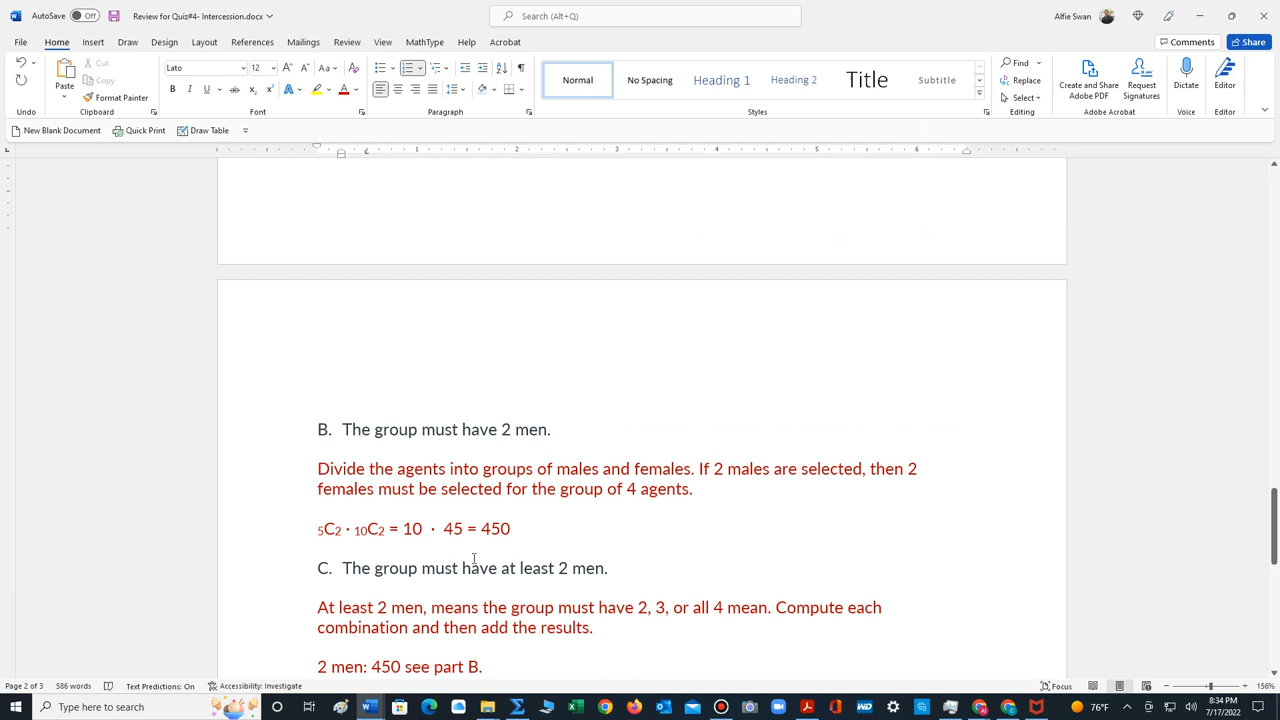 AutoSave Off Review for Quiz#4- Intercession.docx Search (Alt+Q) Alfie Swan
File Home Insert Draw Design Layout References Mailings Review View MathType Help Acrobat Comments Share
Paste Cut Copy Format Painter
Lato 12
Normal No Spacing Heading 1 Heading 2 Title Subtitle
Find Replace Select
Create and Share Adobe PDF Request Signatures Dictate Editor
Undo Clipboard Font Paragraph Styles Editing Adobe Acrobat Voice Editor
New Blank Document Quick Print Draw Table
1 2 3 4 5 6
B. The group must have 2 men.
Divide the agents into groups of males and females. If 2 males are selected, then 2
females must be selected for the group of 4 agents.
₅C₂ · ₁₀C₂ = 10 · 45 = 450
C. The group must have at least 2 men.
At least 2 men, means the group must have 2, 3, or all 4 mean. Compute each
combination and then add the results.
2 men: 450 see part B.
Page 2 of 3 586 words Text Predictions: On Accessibility: Investigate Focus 156%
Type here to search 76°F 8:34 PM
7/17/2022